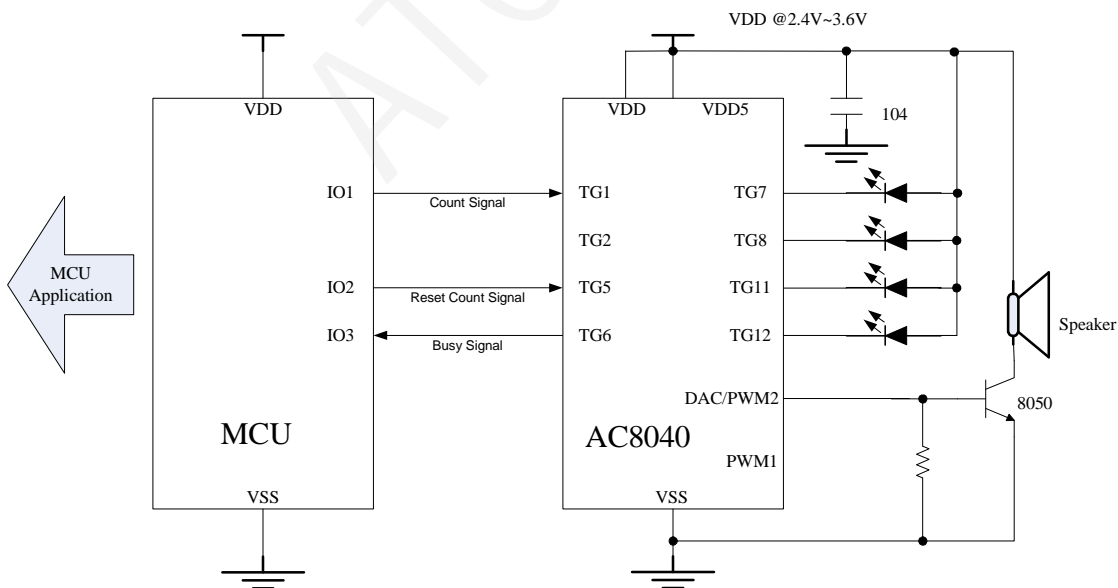 ATC
VDD @2.4V~3.6V
VDD
VDD
VDD5
104
IO1
Count Signal
TG1
TG7
TG2
TG8
MCU
Application
IO2
Reset Count Signal
TG5
TG11
IO3
Busy Signal
TG6
TG12
Speaker
DAC/PWM2
8050
MCU
AC8040
PWM1
VSS
VSS